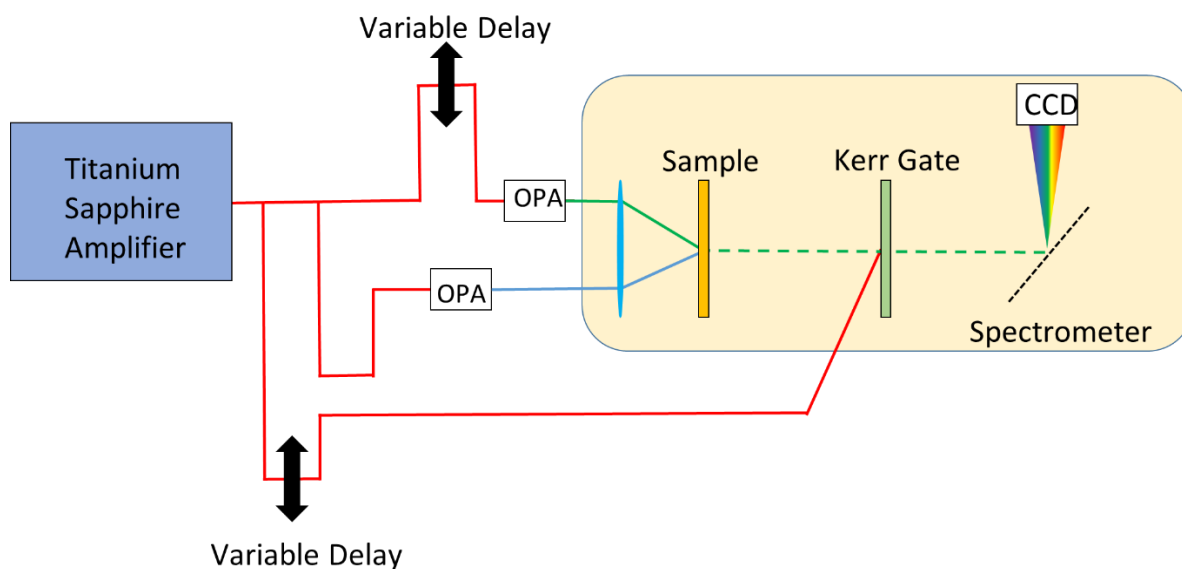 Variable Delay
CCD
Titanium
Sapphire
Amplifier
Sample
Kerr Gate
OPA
OPA
Spectrometer
Variable Delay